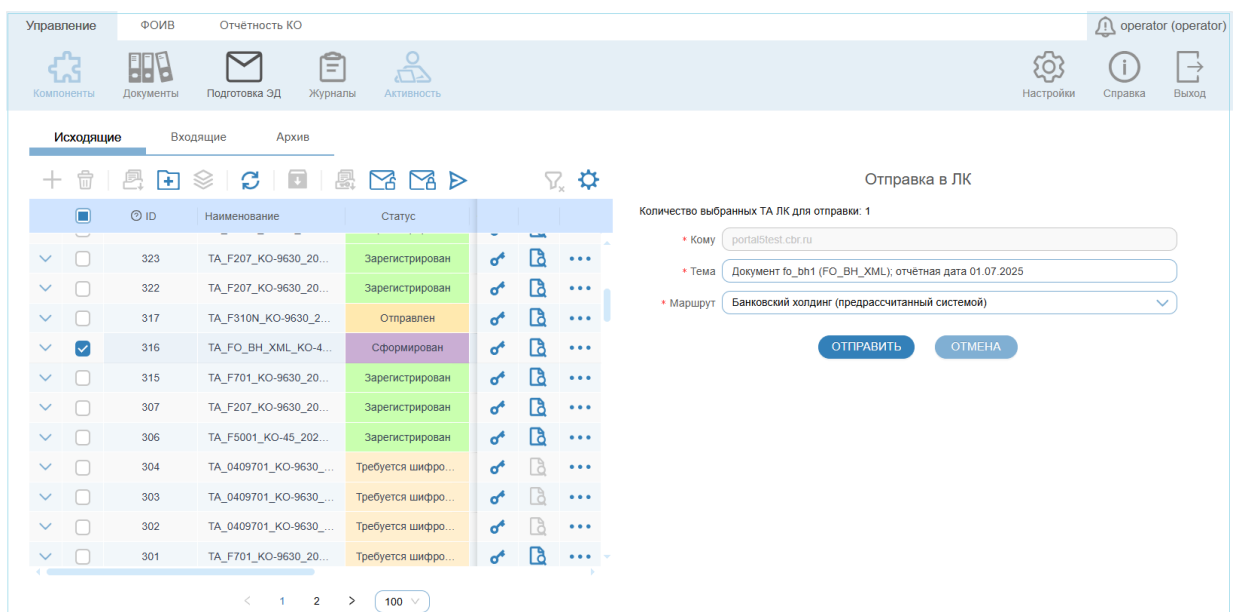 Управление ФОИВ Отчётность КО operator (operator)
Компоненты Документы Подготовка ЭД Журналы Активность Настройки Справка Выход
Исходящие Входящие Архив
Отправка в ЛК
Количество выбранных ТА ЛК для отправки: 1
* Кому portal5test.cbr.ru
* Тема Документ fo_bh1 (FO_BH_XML); отчётная дата 01.07.2025
* Маршрут Банковский холдинг (предрассчитанный системой)
ОТПРАВИТЬ ОТМЕНА
ID Наименование Статус
323 TA_F207_KO-9630_20... Зарегистрирован
322 TA_F207_KO-9630_20... Зарегистрирован
317 TA_F310N_KO-9630_2... Отправлен
316 TA_FO_BH_XML_KO-4... Сформирован
315 TA_F701_KO-9630_20... Зарегистрирован
307 TA_F207_KO-9630_20... Зарегистрирован
306 TA_F5001_KO-45_202... Зарегистрирован
304 TA_0409701_KO-9630_... Требуется шифро...
303 TA_0409701_KO-9630_... Требуется шифро...
302 TA_0409701_KO-9630_... Требуется шифро...
301 TA_F701_KO-9630_20... Требуется шифро...
< 1 2 > 100